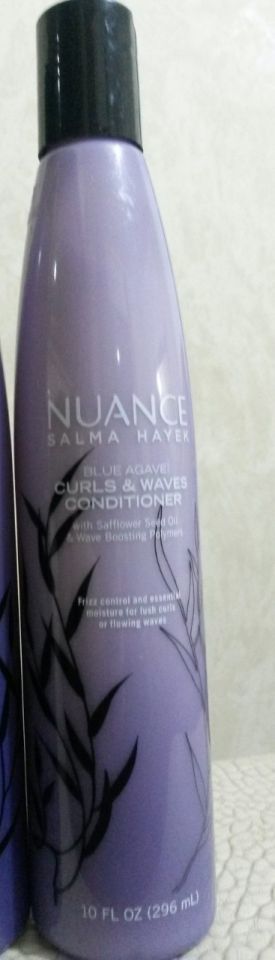 NUANCE
SALMA HAYEK
BLUE AGAVE
CURLS & WAVES
CONDITIONER
with Safflower Seed Oil
& Wave Boosting Polymers
Frizz control and essential
moisture for lush curls
or flowing waves
10 FL OZ (296 mL)